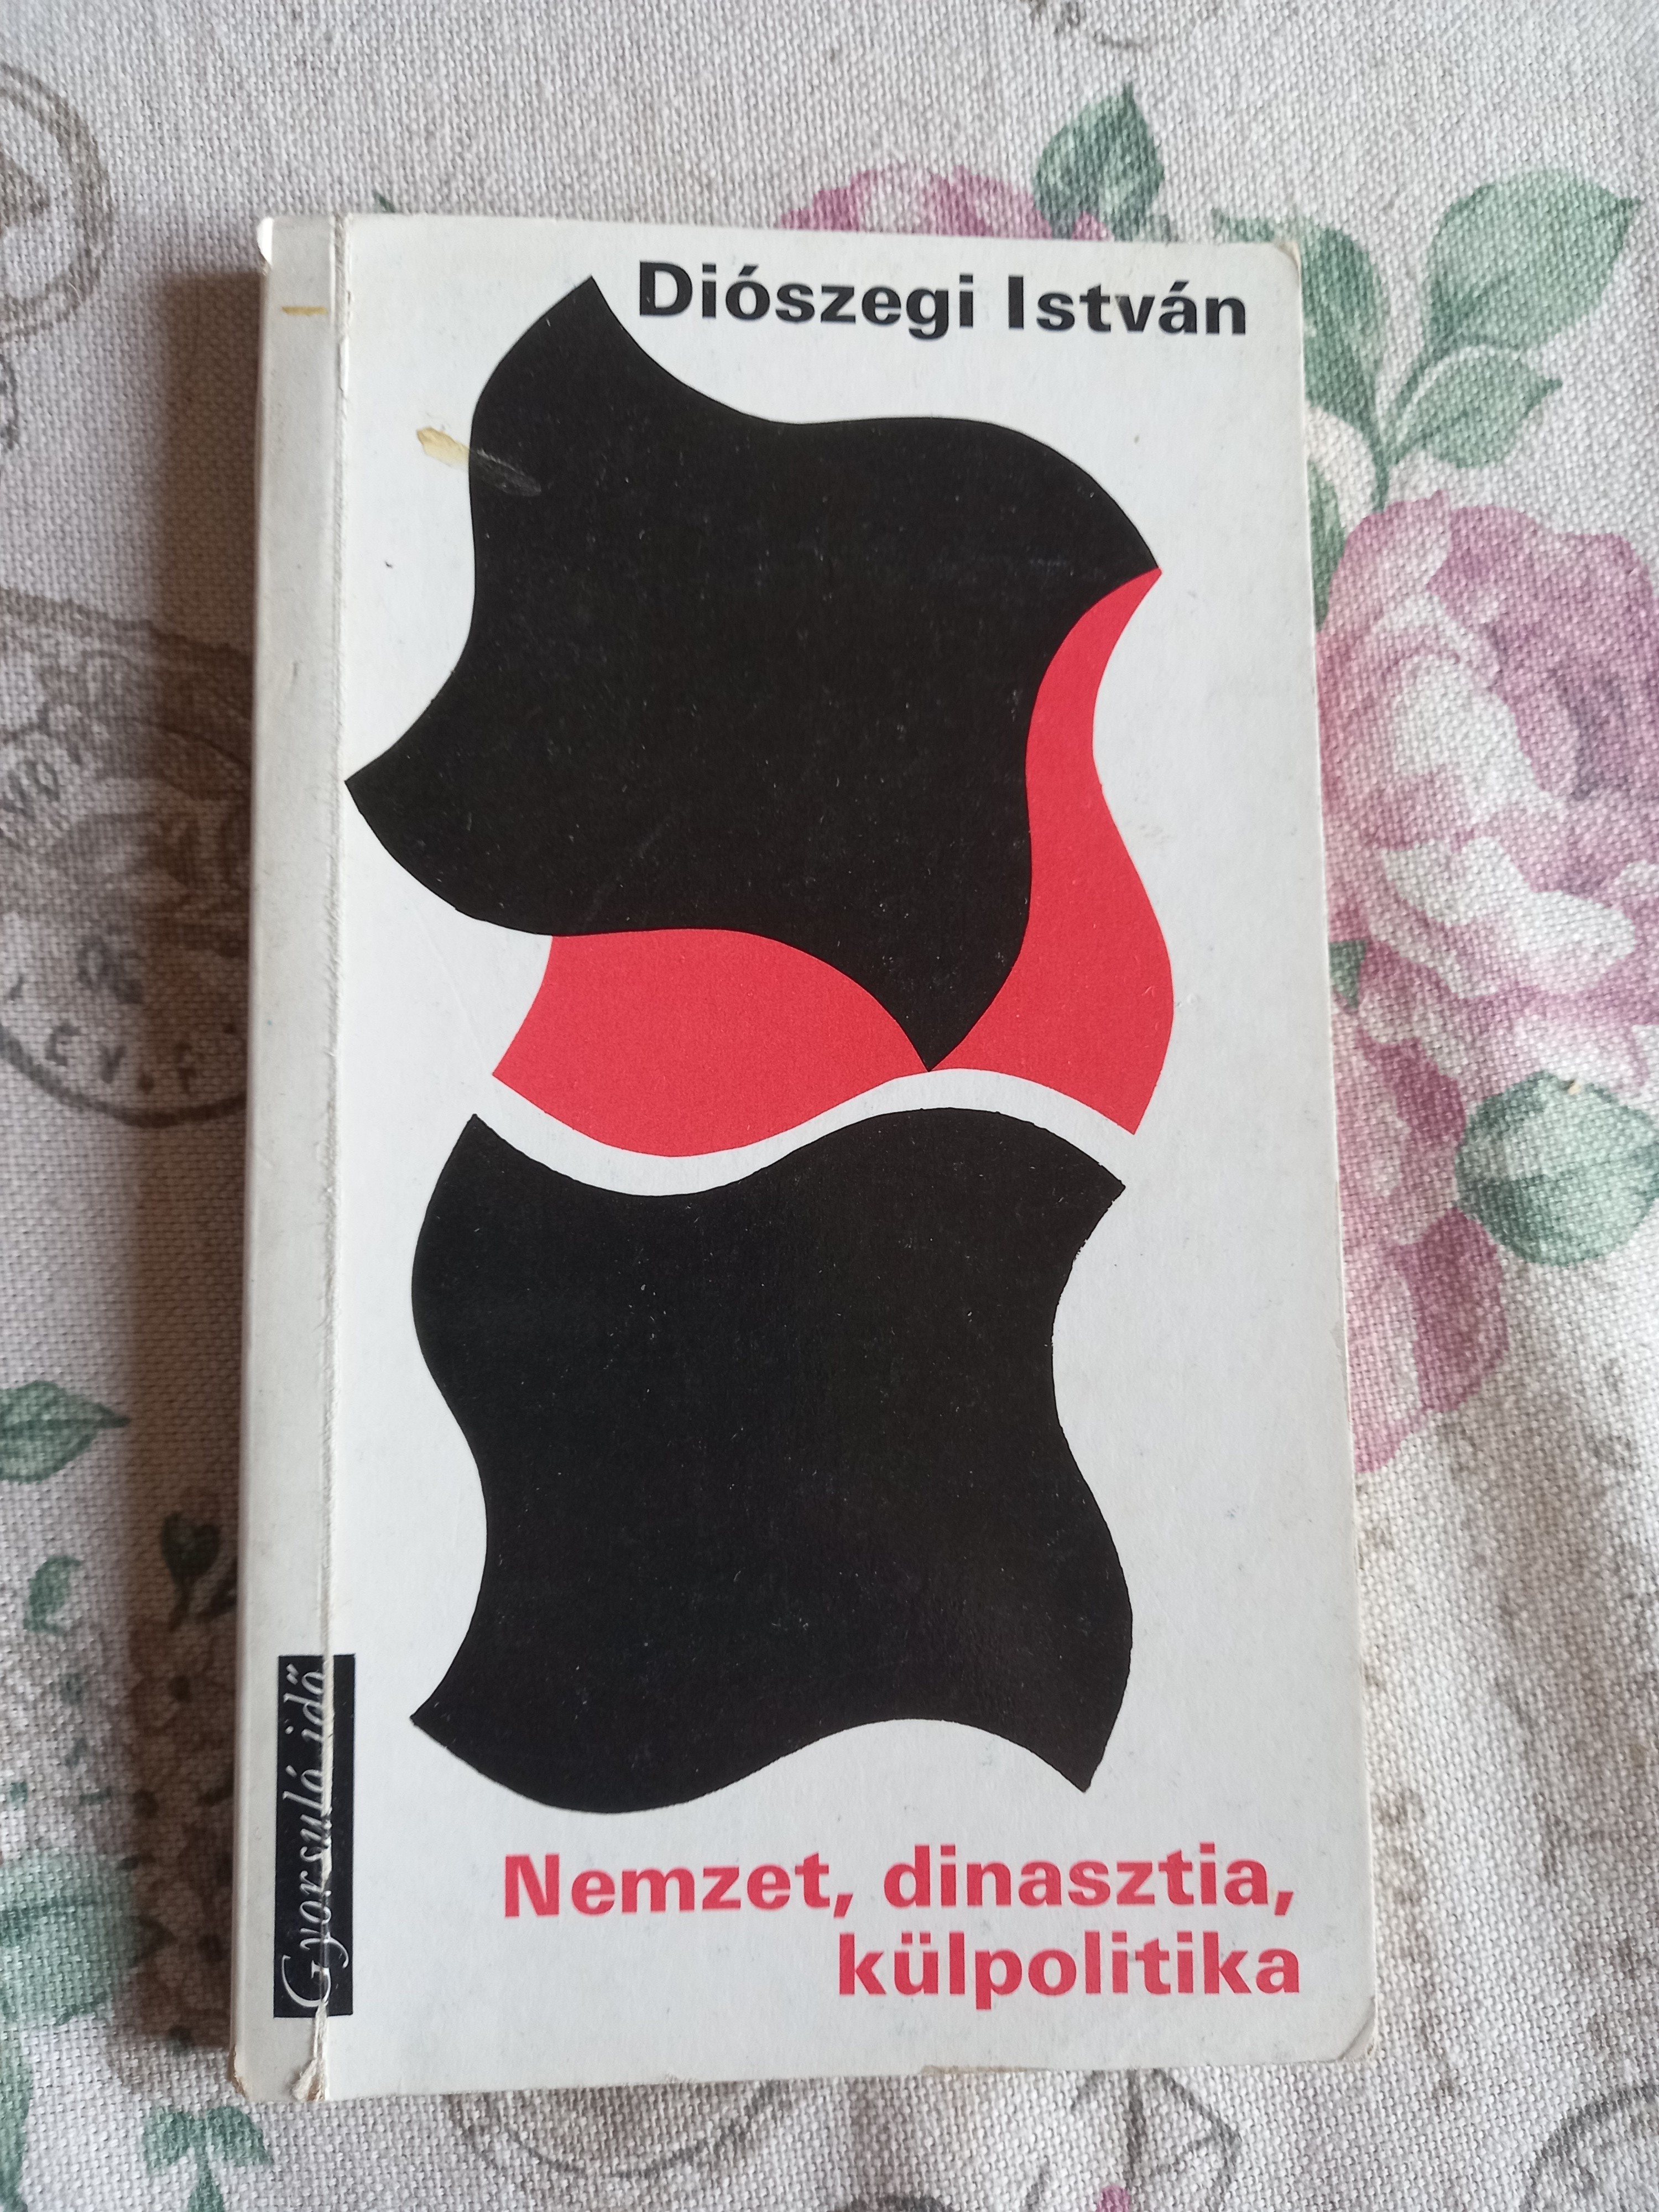 Diószegi István
Nemzet, dinasztia,
külpolitika
Gyorsuló idő